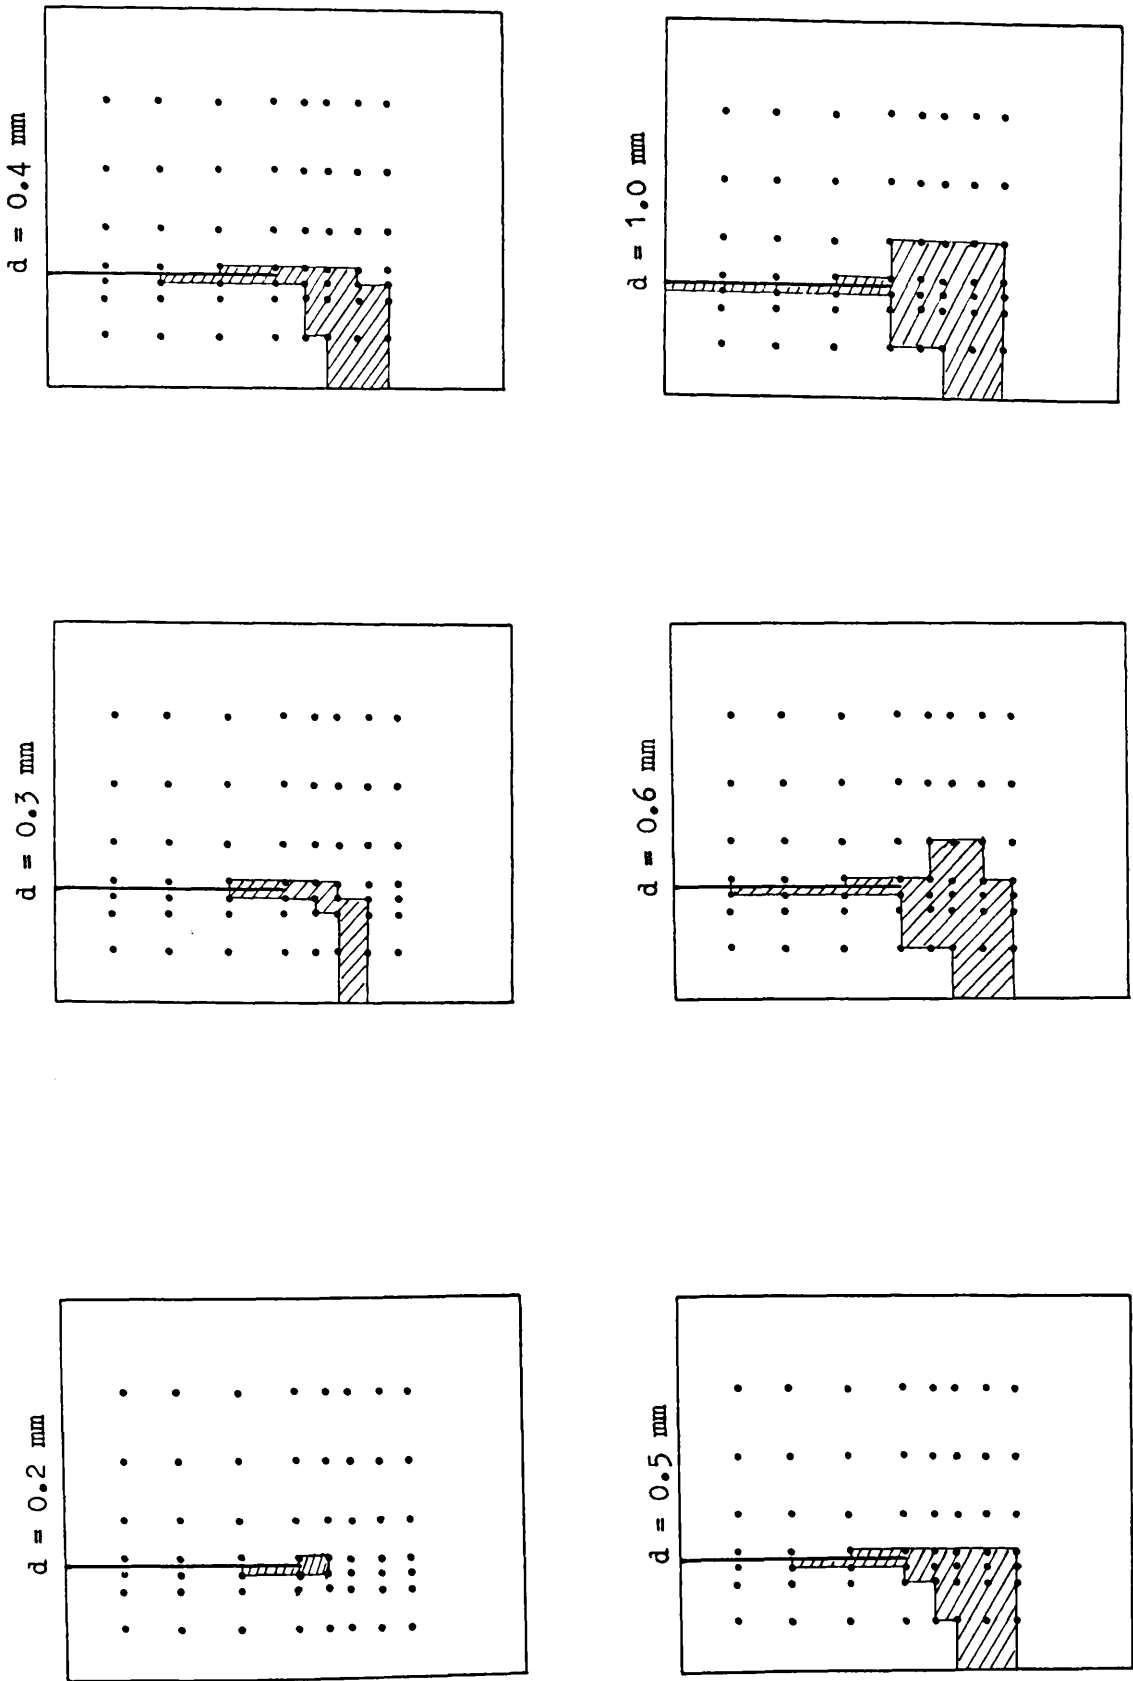 d = 0.2 mm
d = 0.3 mm
d = 0.4 mm
d = 0.5 mm
d = 0.6 mm
d = 1.0 mm